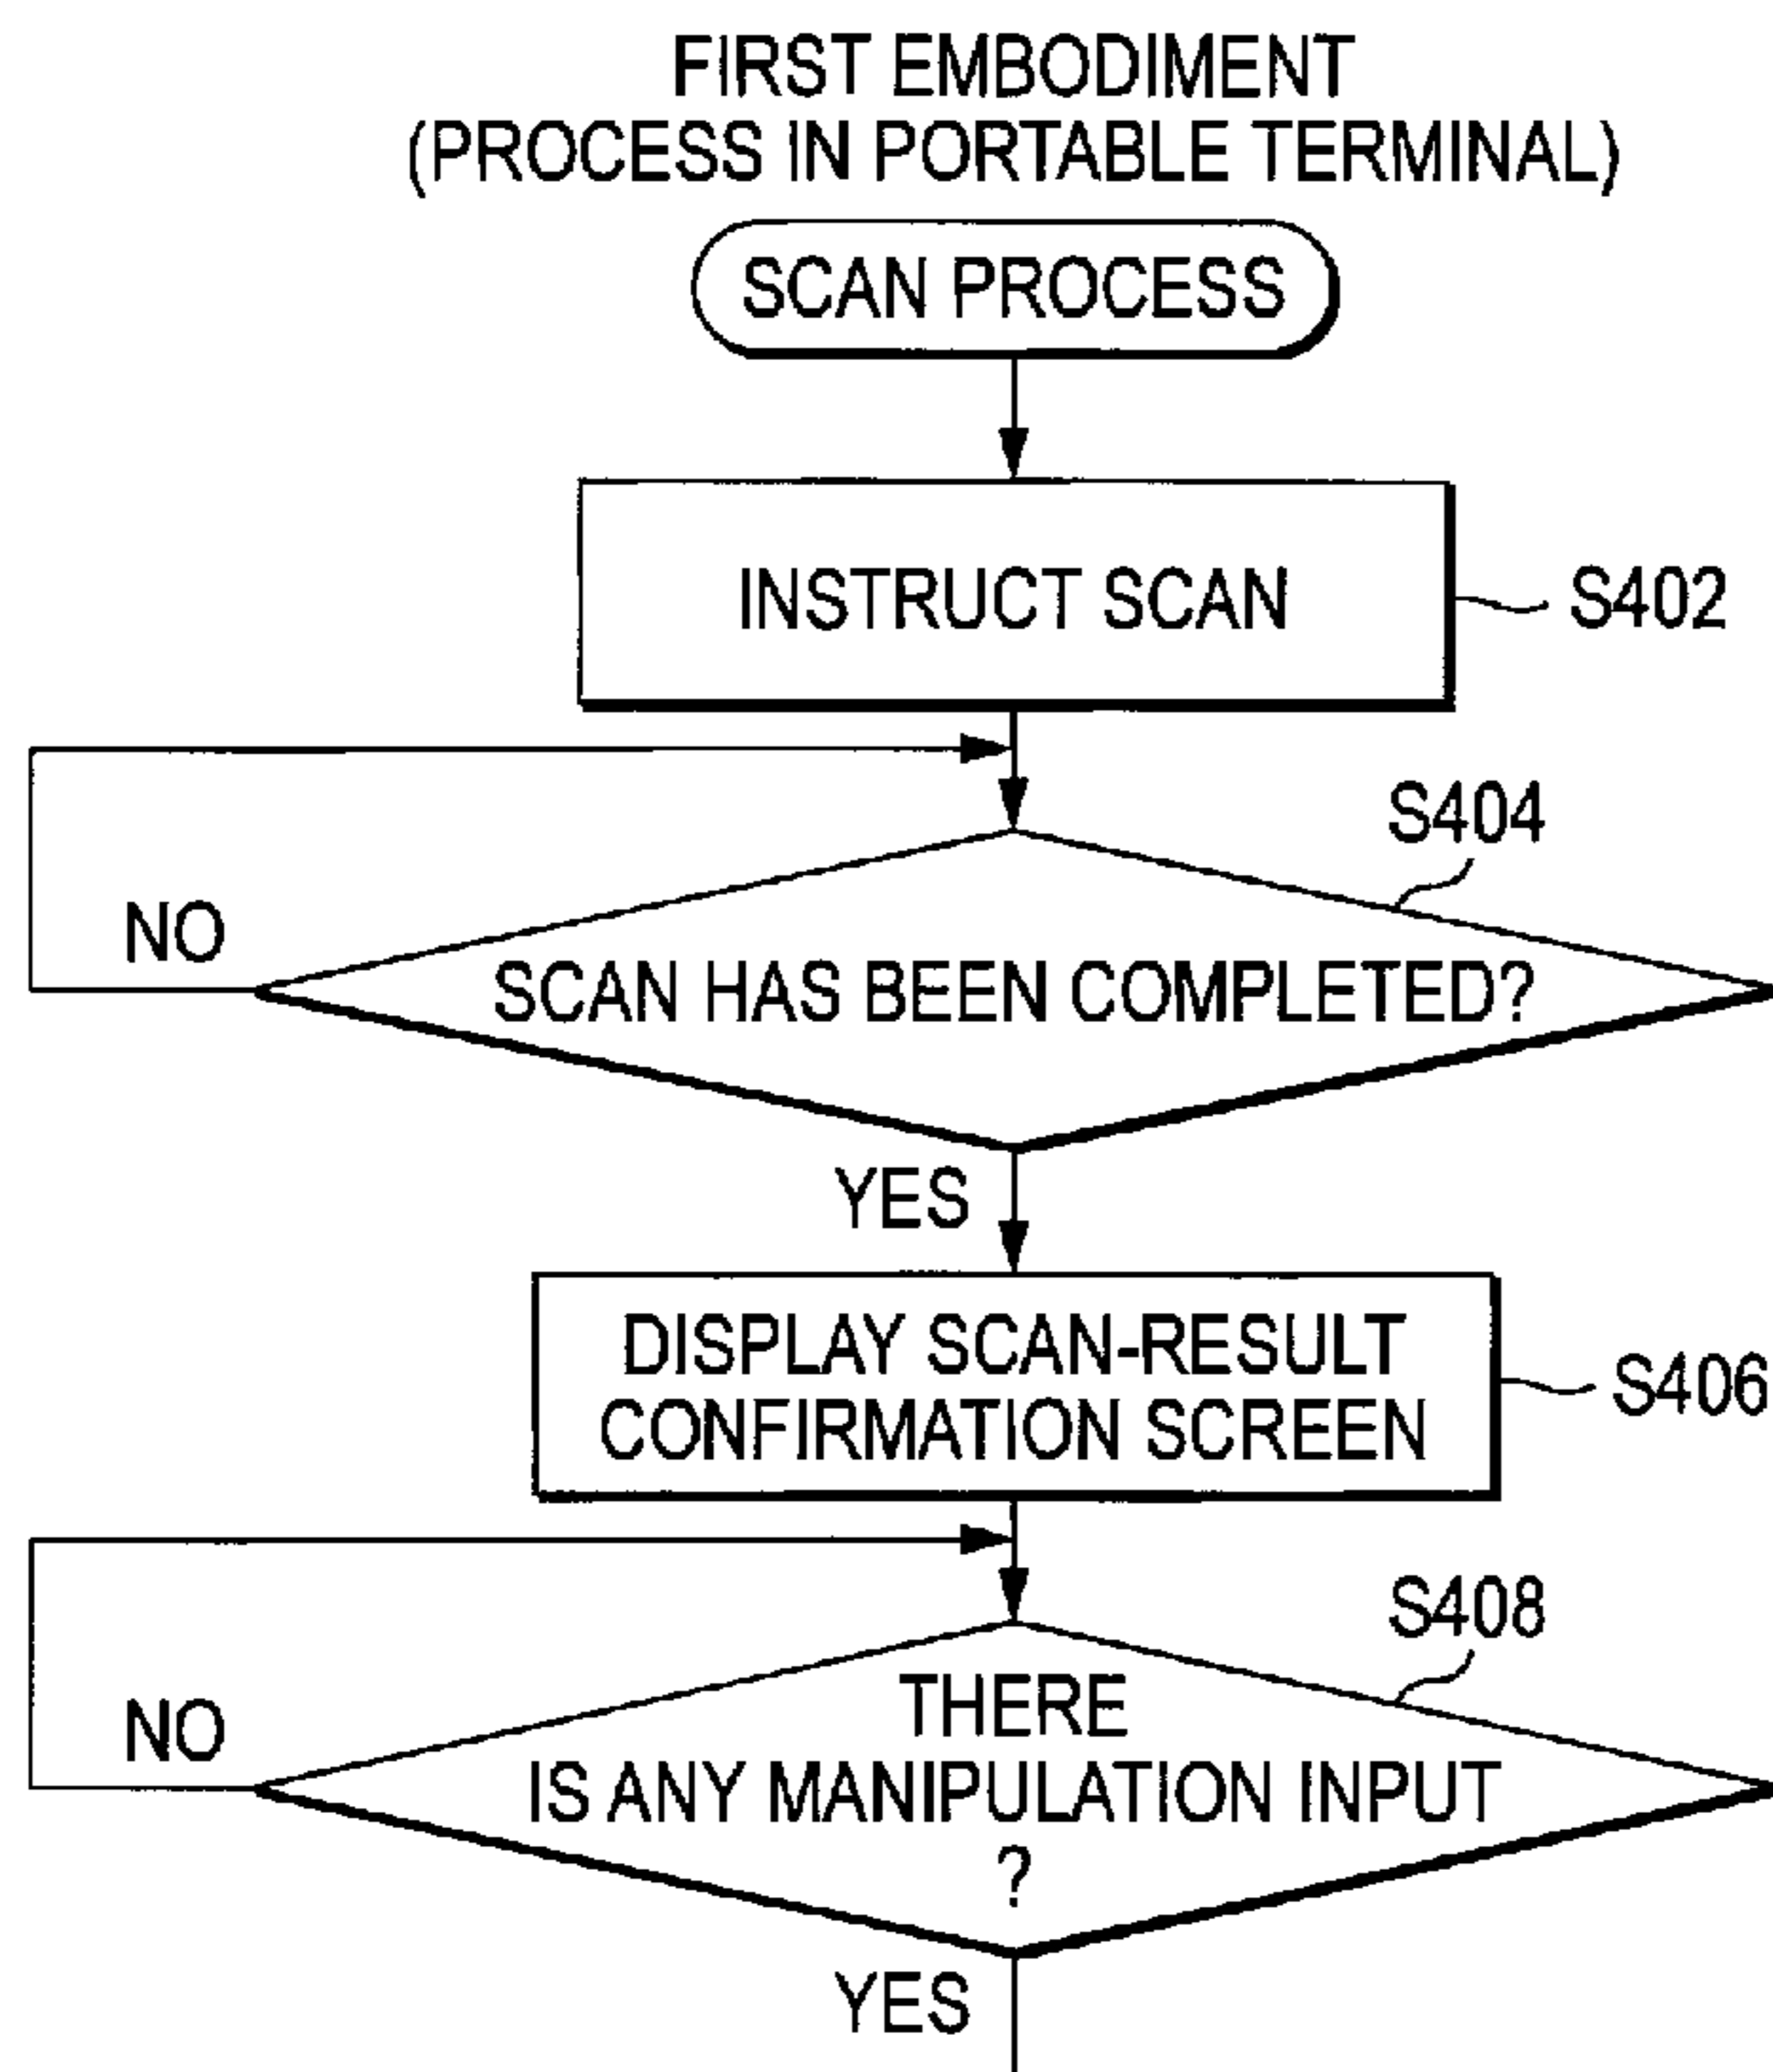 FIRST EMBODIMENT
(PROCESS IN PORTABLE TERMINAL)
SCAN PROCESS
INSTRUCT SCAN
S402
S404
NO
SCAN HAS BEEN COMPLETED?
YES
DISPLAY SCAN-RESULT
CONFIRMATION SCREEN
S406
S408
NO
THERE
IS ANY MANIPULATION INPUT
?
YES